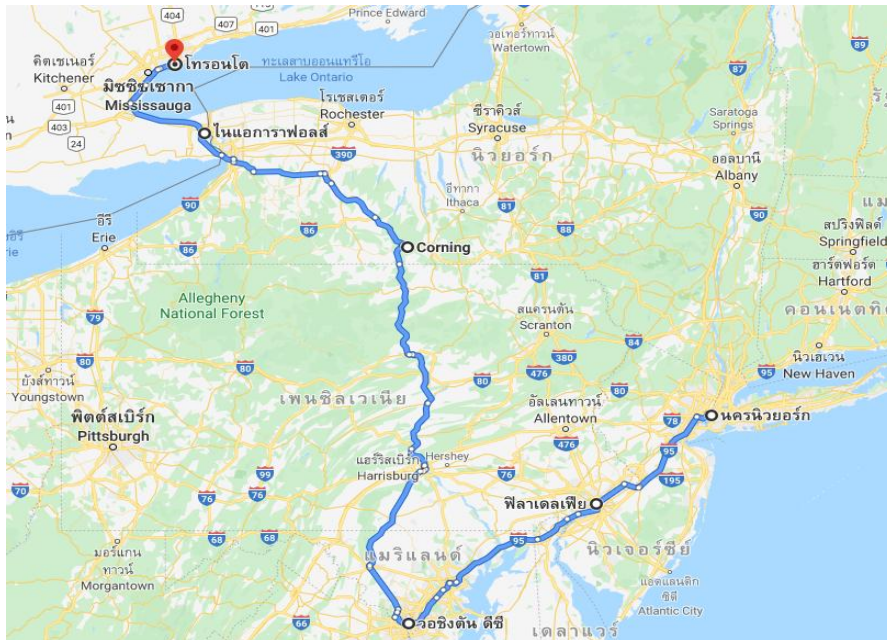 404
Prince Edward
401
407
404
คิตเชเนอร์
Kitchener
โทรอนโต
ทะเลสาบออนแทรีโอ
Lake Ontario
วอเทอร์ทาวน์
Watertown
89
87
401
403
24
มิซซิซเซากา
Mississauga
ไนแอการาฟอลส์
โรเชสเตอร์
Rochester
390
ซีราคิวส์
Syracuse
นิวยอร์ก
Saratoga
Springs
ออลบานี
Albany
90
90
อีรี
Erie
86
86
อีทากา
Ithaca
81
88
Corning
81
สปริงฟิลด์
Springfield
ฮาร์ตฟอร์ด
Hartford
Allegheny
National Forest
79
80
สแครนตัน
Scranton
84
380
476
80
80
80
นิวเฮเวน
New Haven
95
ยังส์ทาวน์
Youngstown
เพนซิลเวเนีย
พิตต์สเบิร์ก
Pittsburgh
อัลเลนทาวน์
Allentown
78
นครนิวยอร์ก
476
95
195
แฮร์ริสเบิร์ก
Harrisburg
Hershey
99
70
76
76
76
ฟิลาเดลเฟีย
68
68
95
มอร์แกน
ทาวน์
Morgantown
แมริแลนด์
นิวเจอร์ซีย์
แอตแลนติก
ซิตี
Atlantic City
66
วอชิงตัน ดีซี
เดลาแวร์